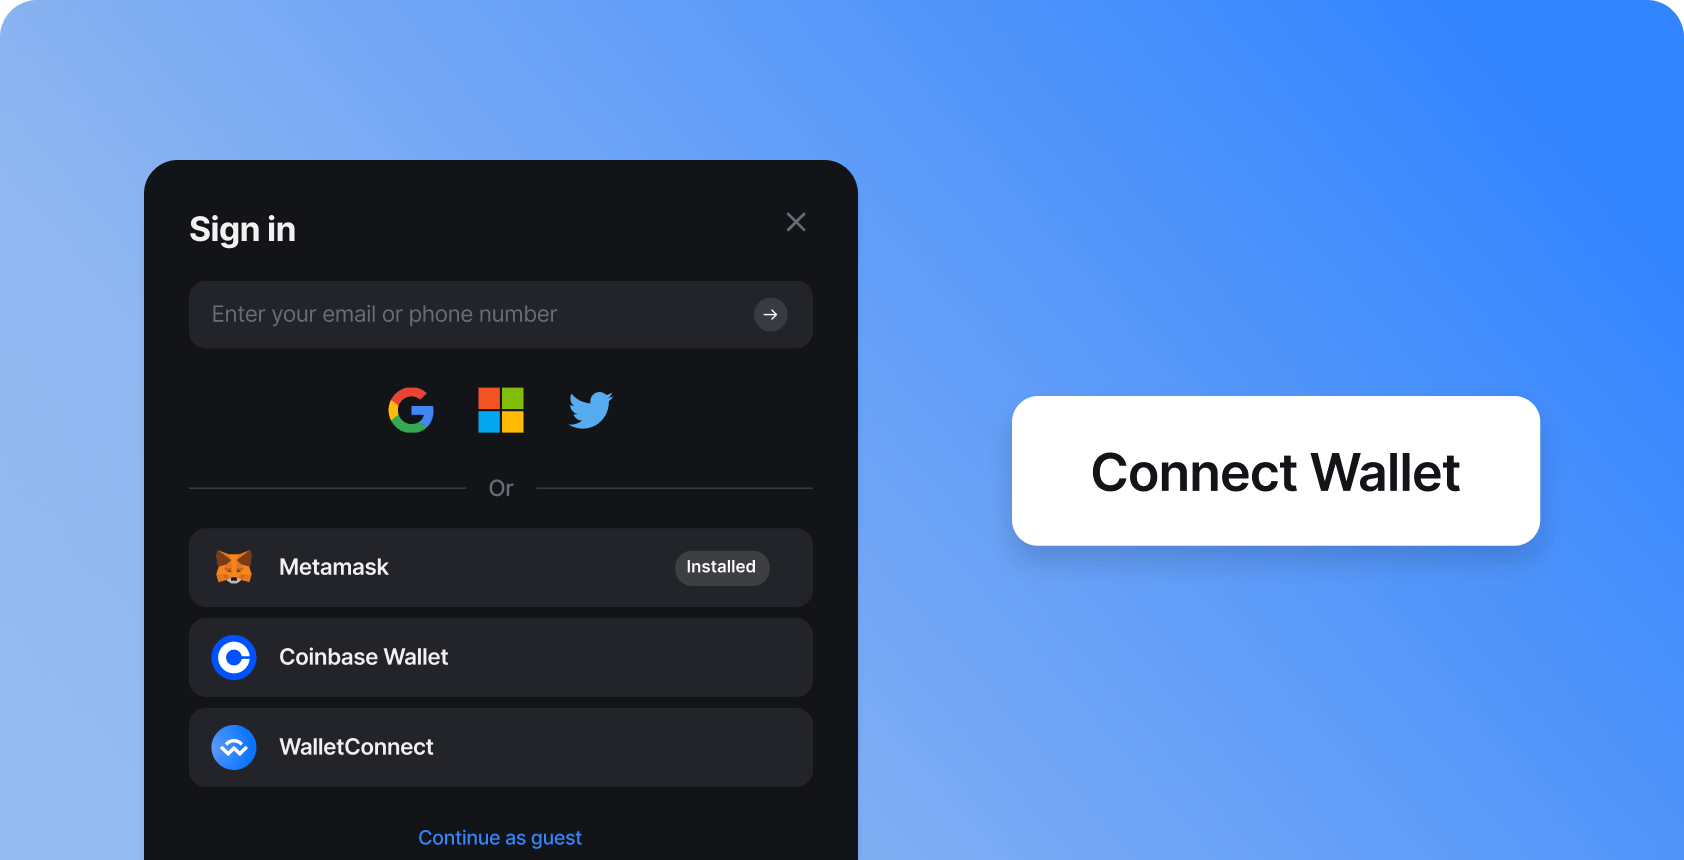 Sign in
Enter your email or phone number
Or
Metamask
Installed
Coinbase Wallet
WalletConnect
Continue as guest
Connect Wallet